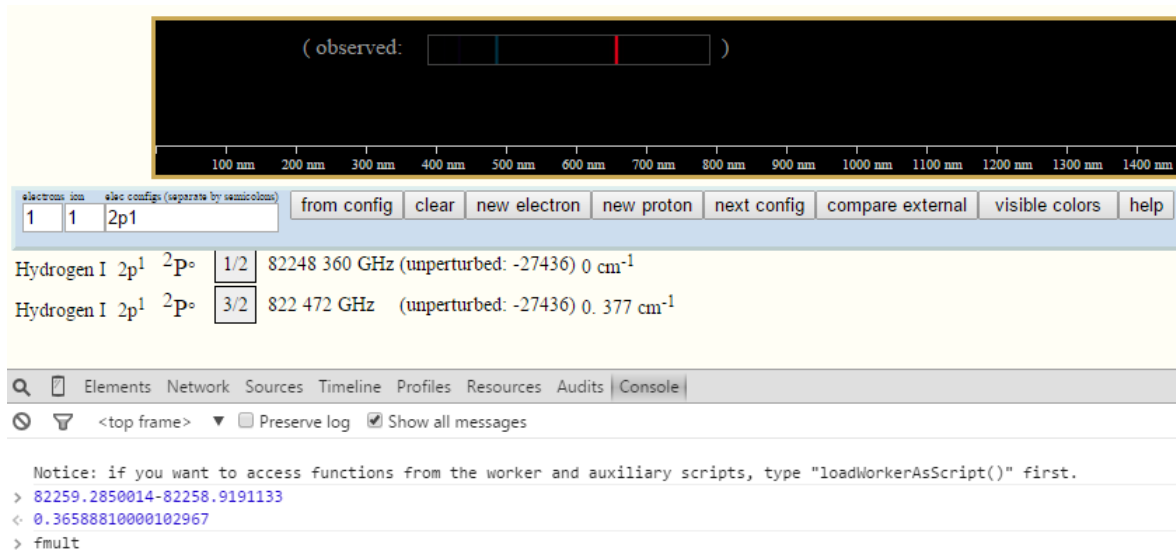 ( observed: )
100 nm 200 nm 300 nm 400 nm 500 nm 600 nm 700 nm 800 nm 900 nm 1000 nm 1100 nm 1200 nm 1300 nm 1400 nm
electrons ion elec configs (separate by semicolons)
1 1 2p1 from config clear new electron new proton next config compare external visible colors help
Hydrogen I 2p¹ ²P° 1/2 82248 360 GHz (unperturbed: -27436) 0 cm⁻¹
Hydrogen I 2p¹ ²P° 3/2 822 472 GHz (unperturbed: -27436) 0. 377 cm⁻¹
Elements Network Sources Timeline Profiles Resources Audits Console
<top frame> ▼ Preserve log Show all messages
Notice: if you want to access functions from the worker and auxiliary scripts, type "loadWorkerAsScript()" first.
> 82259.2850014-82258.9191133
< 0.36588810000102967
> fmult